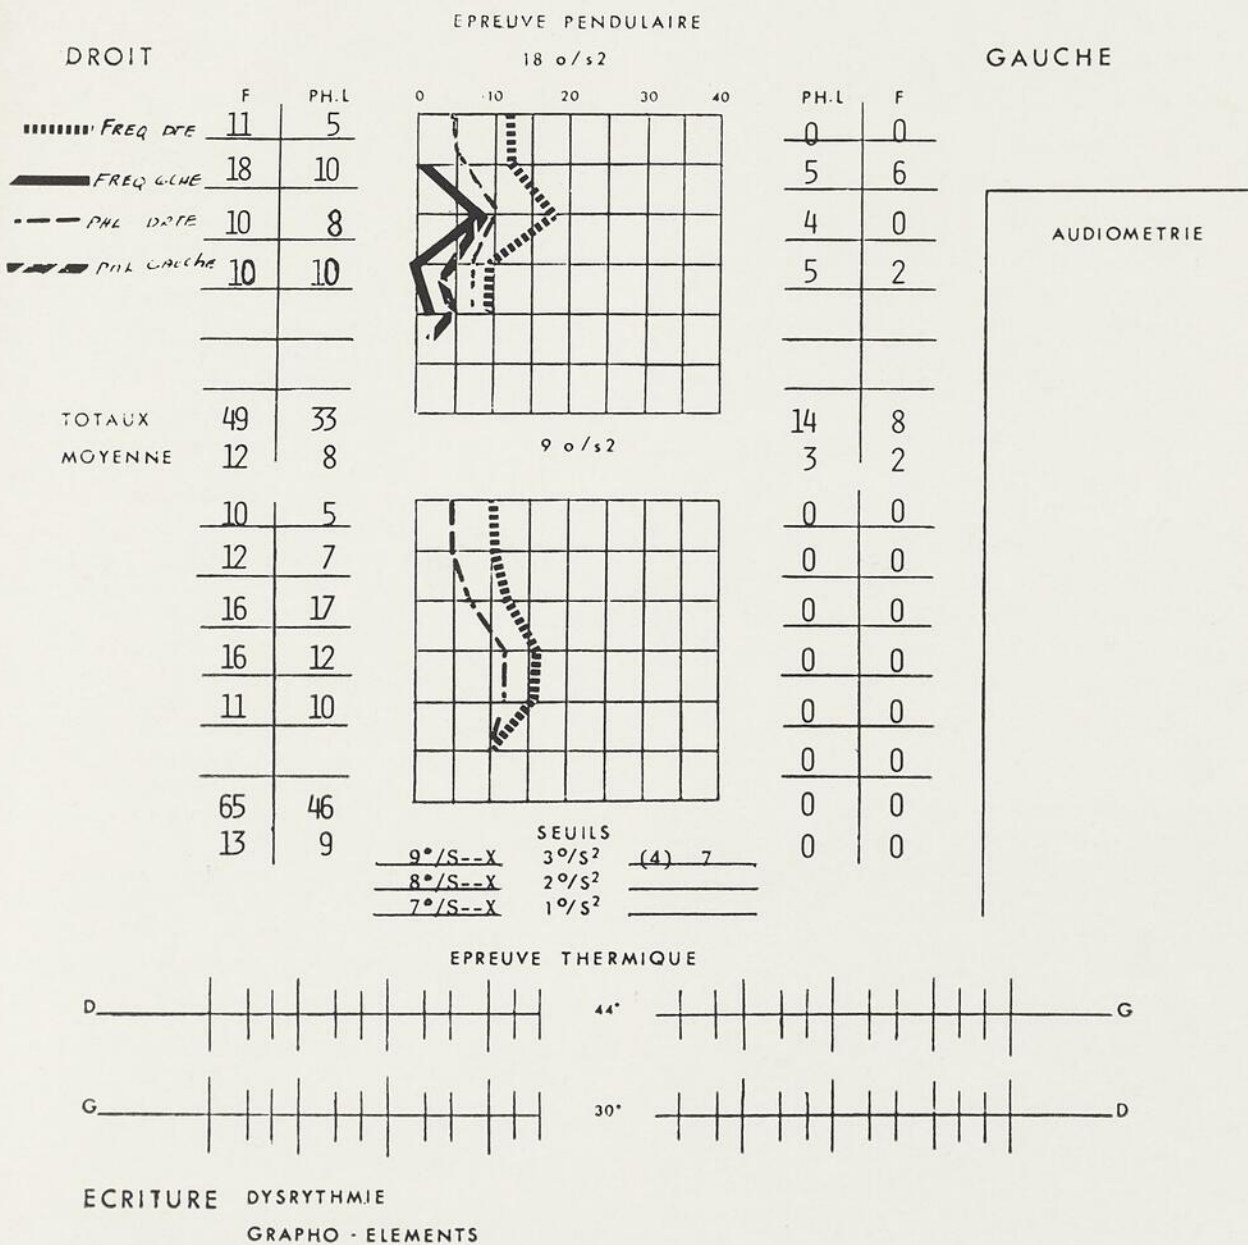 EPREUVE PENDULAIRE
DROIT 18 o/s2 GAUCHE
F PH.L 0 10 20 30 40 PH.L F
FREQ DTE 11 5 0 0
FREQ GCHE 18 10 5 6
PHL DRTE 10 8 4 0
PHL GAUCHE 10 10 5 2
AUDIOMETRIE
TOTAUX 49 33 14 8
MOYENNE 12 8 9 o/s2 3 2
10 5 0 0
12 7 0 0
16 17 0 0
16 12 0 0
11 10 0 0
0 0
65 46 0 0
13 9 0 0
SEUILS
9°/S--X 3°/S² (4) 7
8°/S--X 2°/S²
7°/S--X 1°/S²
EPREUVE THERMIQUE
D 44° G
G 30° D
ECRITURE DYSRYTHMIE
GRAPHO - ELEMENTS